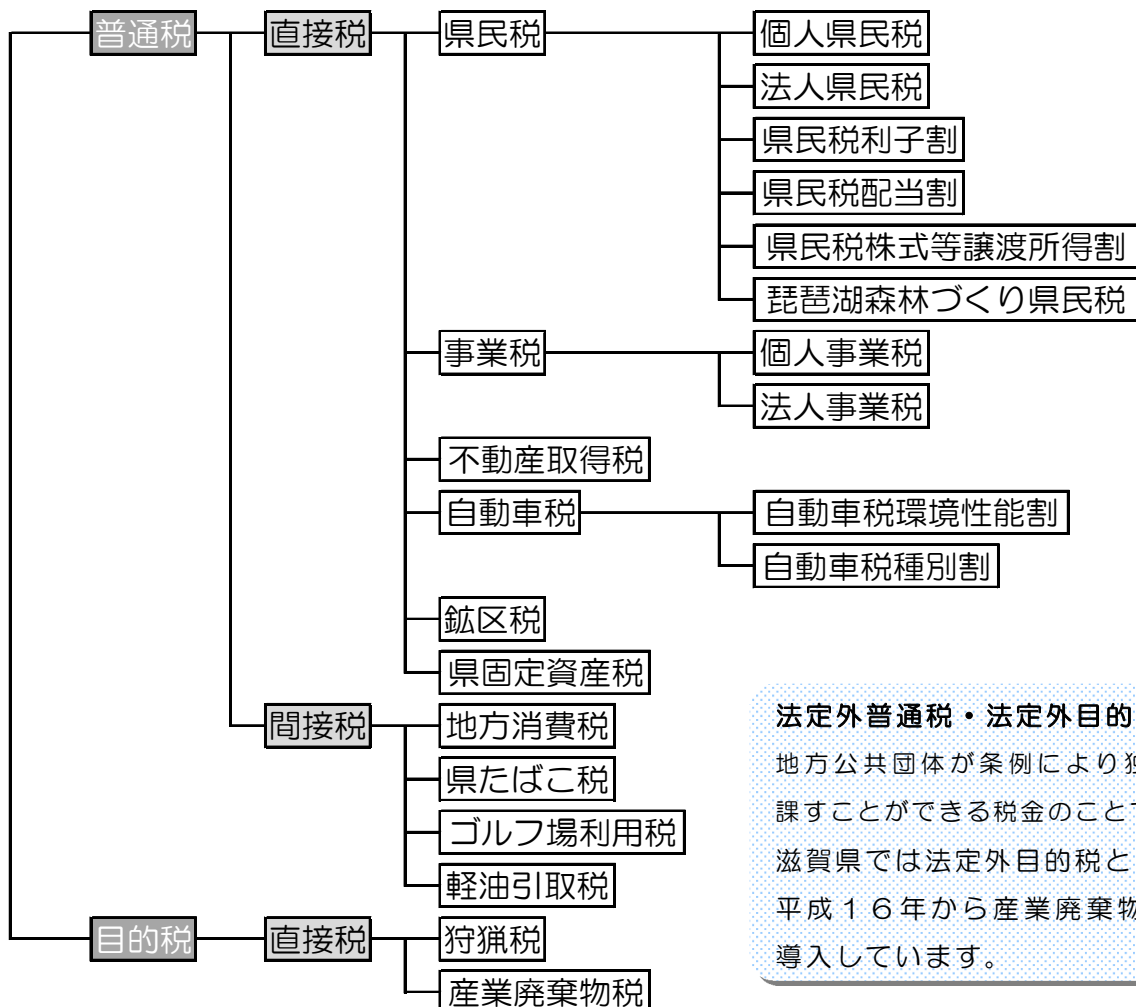 普通税
直接税
県民税
個人県民税
法人県民税
県民税利子割
県民税配当割
県民税株式等譲渡所得割
琵琶湖森林づくり県民税
事業税
個人事業税
法人事業税
不動産取得税
自動車税
自動車税環境性能割
自動車税種別割
鉱区税
県固定資産税
間接税
地方消費税
県たばこ税
ゴルフ場利用税
軽油引取税
目的税
直接税
狩猟税
産業廃棄物税
法定外普通税・法定外目的
地方公共団体が条例により独
課すことができる税金のことで
滋賀県では法定外目的税と
平成16年から産業廃棄物
導入しています。